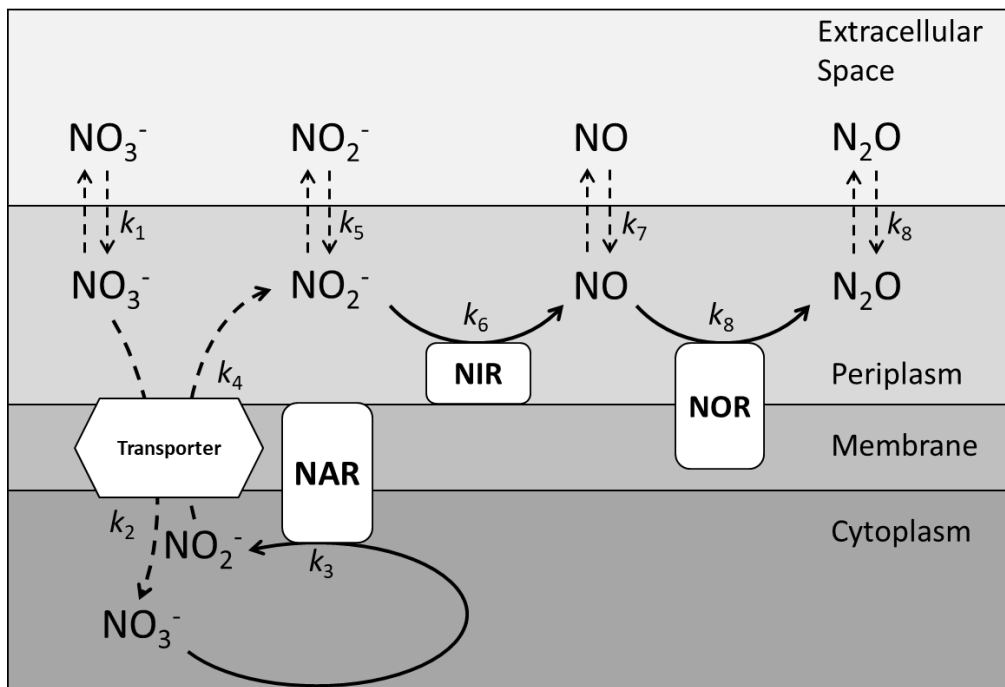 Extracellular
Space
NO₃⁻ NO₂⁻ NO N₂O
k₁ k₅ k₇ k₈
NO₃⁻ NO₂⁻ NO N₂O
k₆ k₈
k₄
NIR
Periplasm
NOR
Transporter
NAR
Membrane
k₂
NO₂⁻
k₃
Cytoplasm
NO₃⁻